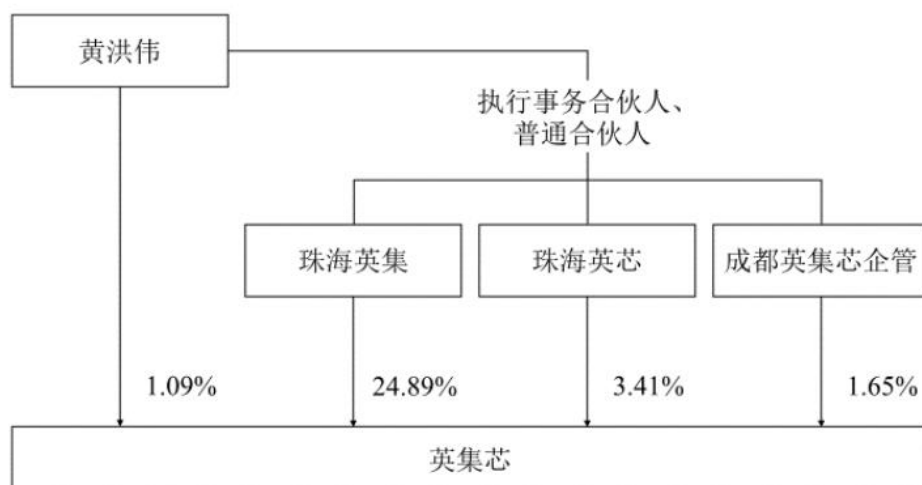 黄洪伟
执行事务合伙人、
普通合伙人
珠海英集
珠海英芯
成都英集芯企管
1.09%
24.89%
3.41%
1.65%
英集芯